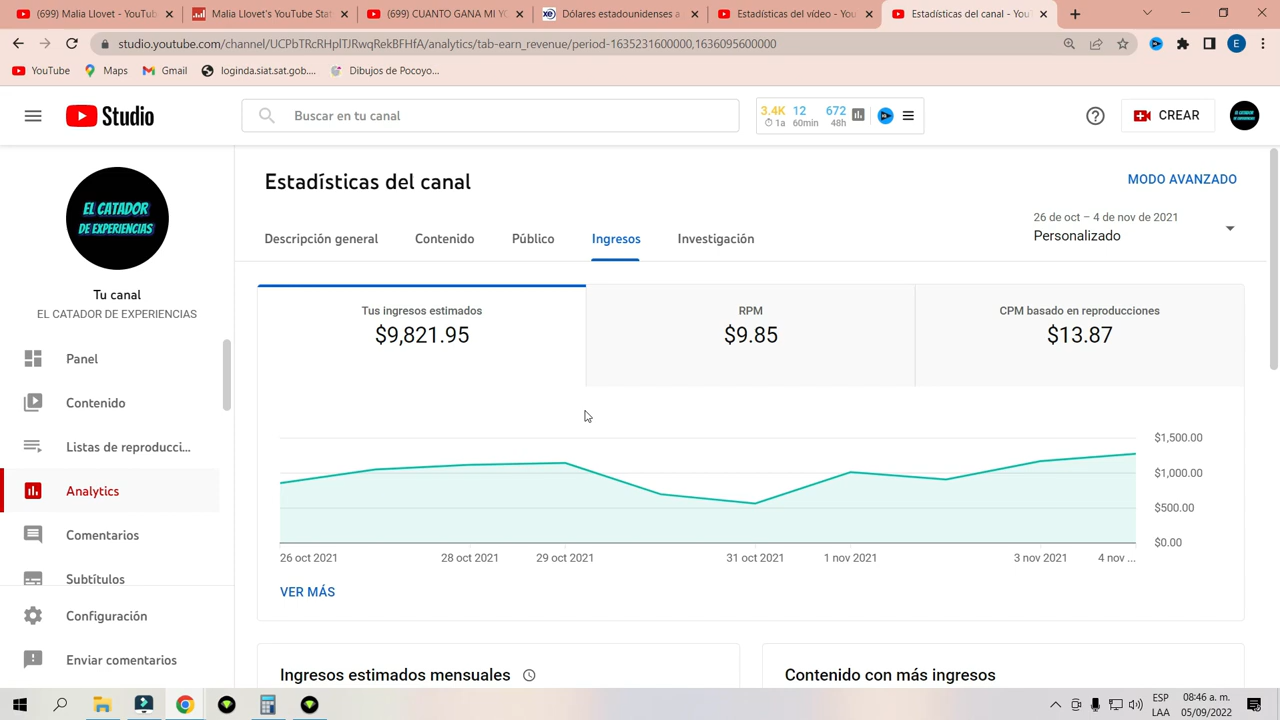 (699) Malia Llovet's - YouTube
Malia Llovet's YouTube Stat
(699) CUANTO GANA MI YO
Dólares estadounidenses a
Estadísticas del vídeo - You
Estadísticas del canal - YouT
studio.youtube.com/channel/UCPbTRcRHplTJRwqRekBFHfA/analytics/tab-earn_revenue/period-1635231600000,1636095600000
E
YouTube
Maps
Gmail
loginda.siat.sat.gob....
Dibujos de Pocoyo...
Studio
Buscar en tu canal
3.4K 12 672
1a 60min 48h
CREAR
EL CATADOR
DE EXPERIENCIAS
Tu canal
EL CATADOR DE EXPERIENCIAS
Panel
Contenido
Listas de reproducci...
Analytics
Comentarios
Subtítulos
Configuración
Enviar comentarios
Estadísticas del canal
MODO AVANZADO
Descripción general
Contenido
Público
Ingresos
Investigación
26 de oct – 4 de nov de 2021
Personalizado
Tus ingresos estimados
$9,821.95
RPM
$9.85
CPM basado en reproducciones
$13.87
$1,500.00
$1,000.00
$500.00
$0.00
26 oct 2021
28 oct 2021
29 oct 2021
31 oct 2021
1 nov 2021
3 nov 2021
4 nov ...
VER MÁS
Ingresos estimados mensuales
Contenido con más ingresos
ESP
LAA
08:46 a. m.
05/09/2022